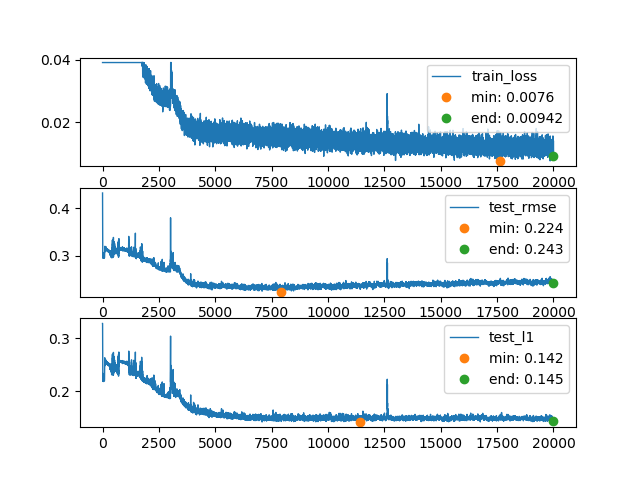 0.04
0.02
train_loss
min: 0.0076
end: 0.00942
0 2500 5000 7500 10000 12500 15000 17500 20000
0.4
0.3
test_rmse
min: 0.224
end: 0.243
0 2500 5000 7500 10000 12500 15000 17500 20000
0.3
0.2
test_l1
min: 0.142
end: 0.145
0 2500 5000 7500 10000 12500 15000 17500 20000